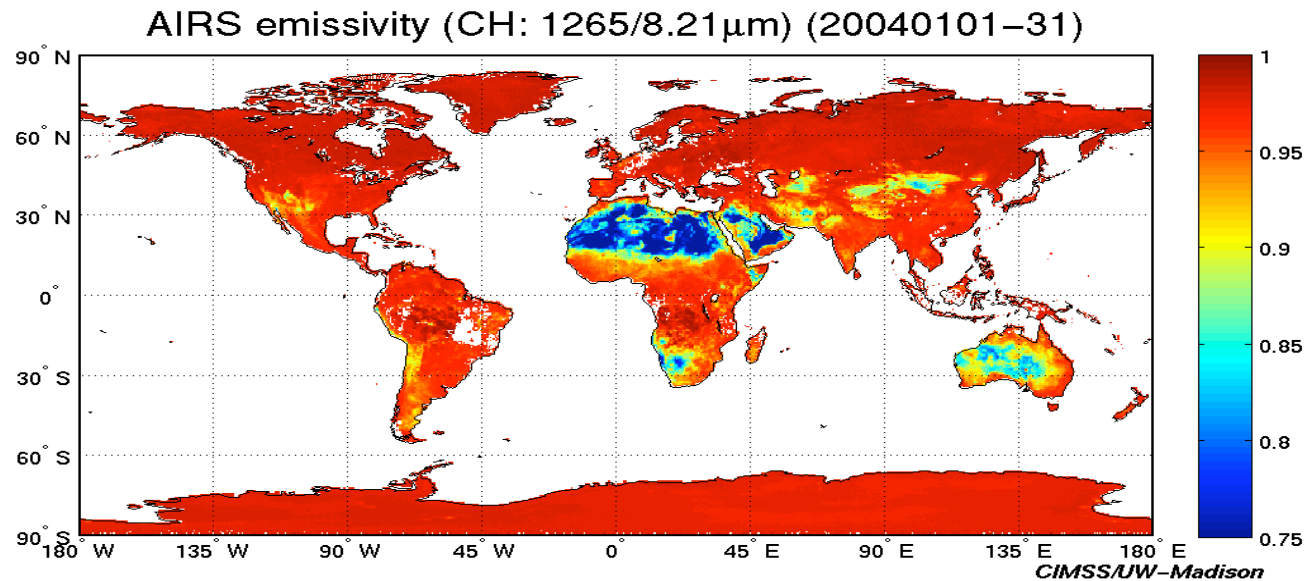 AIRS emissivity (CH: 1265/8.21μm) (20040101−31)
90° N
60° N
30° N
0°
30° S
60° S
90° S
180° W
135° W
90° W
45° W
0°
45° E
90° E
135° E
180° E
1
0.95
0.9
0.85
0.8
0.75
CIMSS/UW−Madison